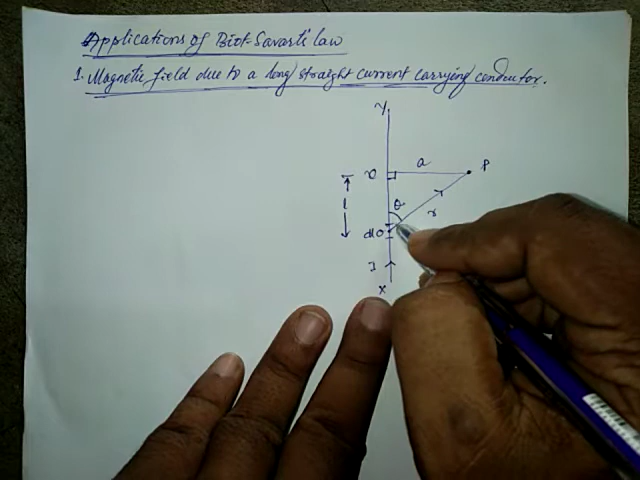 Applications of Biot-Savart's law
1. Magnetic field due to a long straight current carrying conductor.
Y
a
O
P
l
θ
r
dl
I
X